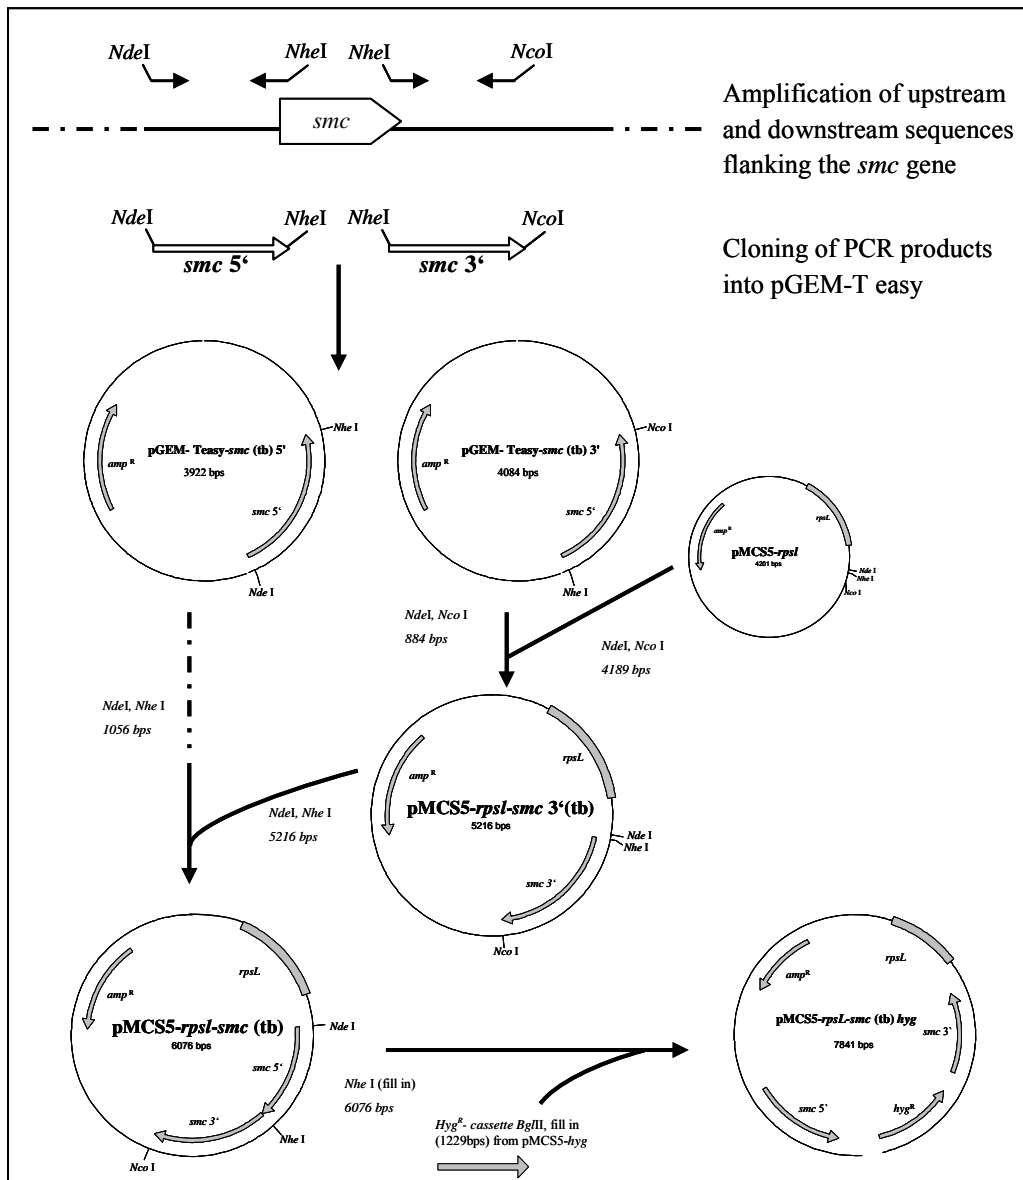 NdeI NheI NheI NcoI
smc
Amplification of upstream
and downstream sequences
flanking the smc gene
NdeI NheI NheI NcoI
smc 5‘ smc 3‘
Cloning of PCR products
into pGEM-T easy
Nhe I
pGEM- Teasy-smc (tb) 5'
3922 bps
amp R
smc 5‘
Nde I
Nco I
pGEM- Teasy-smc (tb) 3'
4084 bps
amp R
smc 5‘
Nhe I
rpsL
amp R
pMCS5-rpsl
4201 bps
Nde I
Nhe I
Nco I
NdeI, Nco I
884 bps
NdeI, Nco I
4189 bps
NdeI, Nhe I
1056 bps
rpsL
amp R
pMCS5-rpsl-smc 3‘(tb)
5216 bps
Nde I
Nhe I
smc 3‘
Nco I
NdeI, Nhe I
5216 bps
rpsL
amp R
pMCS5-rpsl-smc (tb)
6076 bps
Nde I
smc 5‘
smc 3‘
Nhe I
Nco I
Nhe I (fill in)
6076 bps
HygR- cassette BglII, fill in
(1229bps) from pMCS5-hyg
rpsL
ampR
pMCS5-rpsL-smc (tb) hyg
7841 bps
smc 3`
smc 5`
hygR